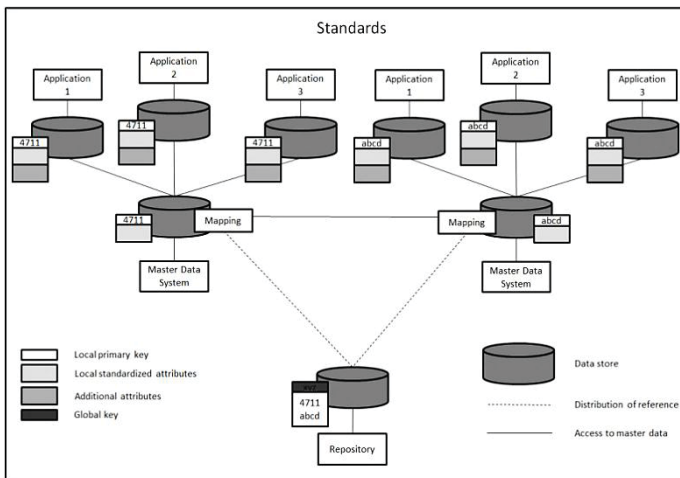 Standards
Application
1
Application
2
Application
3
Application
1
Application
2
Application
3
4711
4711
4711
abcd
abcd
abcd
4711
Mapping
Mapping
abcd
Master Data
System
Master Data
System
Local primary key
Local standardized attributes
Additional attributes
Global key
4711
abcd
Repository
Data store
Distribution of reference
Access to master data